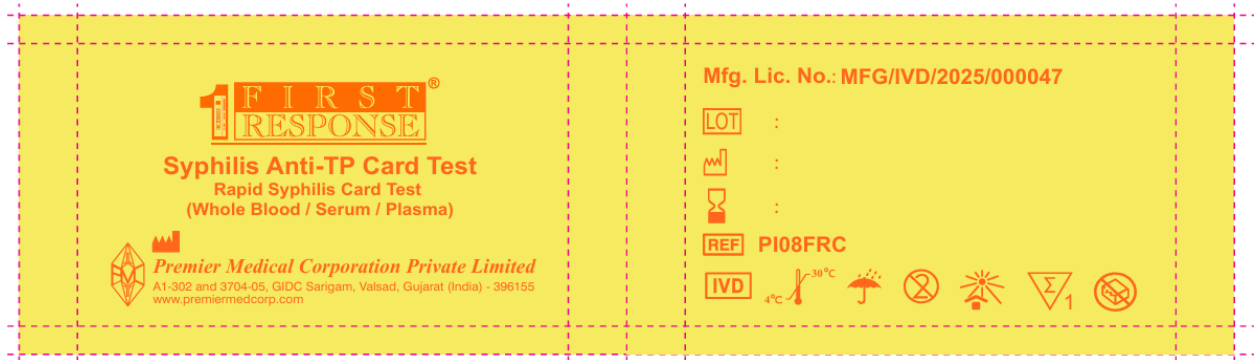 1 FIRST ®
RESPONSE
Syphilis Anti-TP Card Test
Rapid Syphilis Card Test
(Whole Blood / Serum / Plasma)
Premier Medical Corporation Private Limited
A1-302 and 3704-05, GIDC Sarigam, Valsad, Gujarat (India) - 396155
www.premiermedcorp.com
Mfg. Lic. No.: MFG/IVD/2025/000047
LOT :
:
:
REF PI08FRC
IVD 4°C 30°C 2 Σ 1